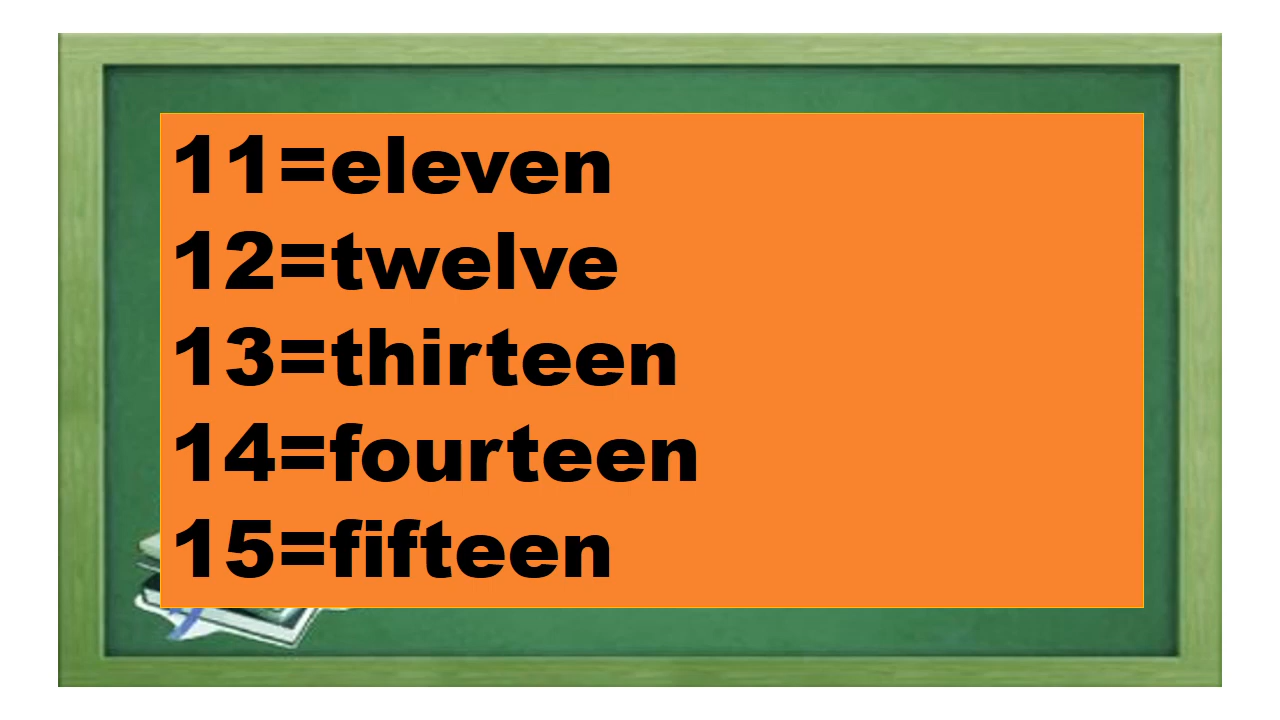 11=eleven
12=twelve
13=thirteen
14=fourteen
15=fifteen